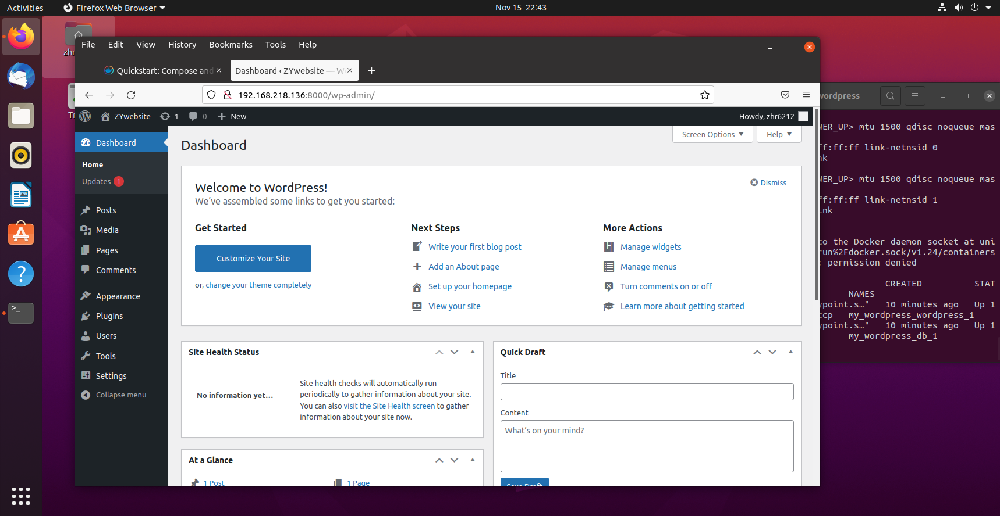 Activities
Firefox Web Browser
Nov 15 22:43
File Edit View History Bookmarks Tools Help
Quickstart: Compose and
Dashboard ‹ ZYwebsite — W
192.168.218.136:8000/wp-admin/
ZYwebsite
1
0
New
Howdy, zhr6212
Dashboard
Home
Updates 1
Posts
Media
Pages
Comments
Appearance
Plugins
Users
Tools
Settings
Collapse menu
Dashboard
Screen Options
Help
Welcome to WordPress!
We've assembled some links to get you started:
Dismiss
Get Started
Customize Your Site
or, change your theme completely
Next Steps
Write your first blog post
Add an About page
Set up your homepage
View your site
More Actions
Manage widgets
Manage menus
Turn comments on or off
Learn more about getting started
Site Health Status
No information yet…
Site health checks will automatically run
periodically to gather information about your site.
You can also visit the Site Health screen to gather
information about your site now.
At a Glance
1 Post
1 Page
Quick Draft
Title
Content
What's on your mind?
Save Draft
zhr
Tr
wordpress
WER_UP> mtu 1500 qdisc noqueue mas
ff:ff:ff link-netnsid 0
nk
WER_UP> mtu 1500 qdisc noqueue mas
ff:ff:ff link-netnsid 1
ink
to the Docker daemon socket at uni
run%2Fdocker.sock/v1.24/containers
: permission denied
CREATED STAT
NAMES
ypoint.s…" 10 minutes ago Up 1
tcp my_wordpress_wordpress_1
ypoint.s…" 10 minutes ago Up 1
my_wordpress_db_1